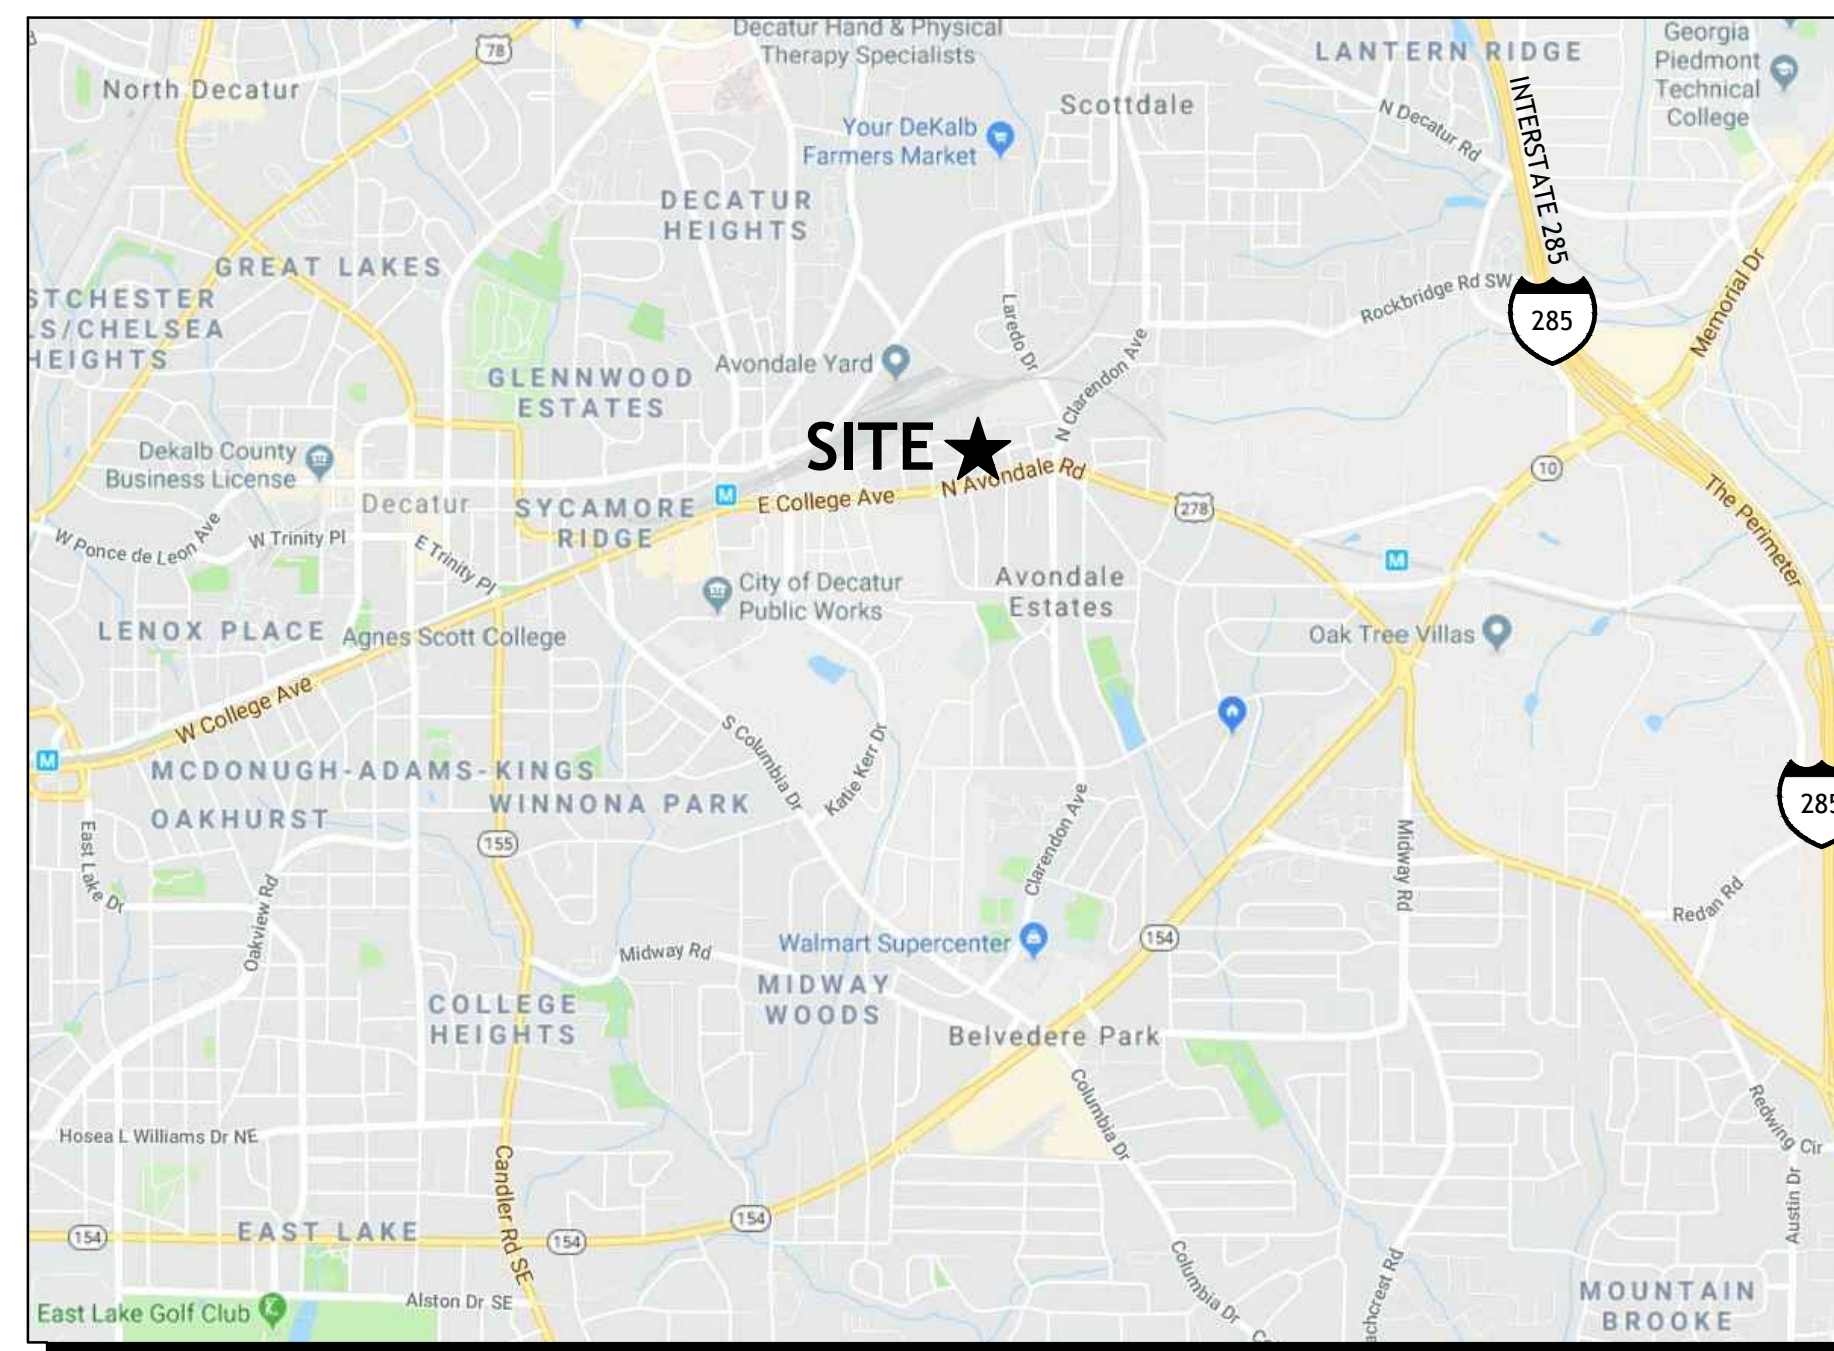 Decatur Hand & Physical
Therapy Specialists
78
North Decatur
LANTERN RIDGE
Georgia
Piedmont
Technical
College
Scottdale
N Decatur Rd
INTERSTATE 285
Your DeKalb
Farmers Market
DECATUR
HEIGHTS
GREAT LAKES
STCHESTER
LS/CHELSEA
HEIGHTS
Laredo Dr
Rockbridge Rd SW
285
Memorial Dr
Avondale Yard
N Clarendon Ave
GLENNWOOD
ESTATES
SITE
Dekalb County
Business License
Decatur
SYCAMORE
RIDGE
M
E College Ave
N Avondale Rd
278
10
The Perimeter
W Ponce de Leon Ave
W Trinity Pl
E Trinity Pl
M
City of Decatur
Public Works
Avondale
Estates
LENOX PLACE
Agnes Scott College
Oak Tree Villas
W College Ave
M
S Columbia Dr
Katie Kerr Dr
MCDONUGH-ADAMS-KINGS
OAKHURST
WINNONA PARK
285
East Lake Dr
155
Clarendon Ave
Midway Rd
Oakview Rd
Redan Rd
Midway Rd
Walmart Supercenter
154
MIDWAY
WOODS
COLLEGE
HEIGHTS
Belvedere Park
Columbia Dr
Redwing Cir
Hosea L Williams Dr NE
Candler Rd SE
Austin Dr
154
EAST LAKE
154
154
Columbia Dr
achcrest Rd
MOUNTAIN
BROOKE
East Lake Golf Club
Alston Dr SE